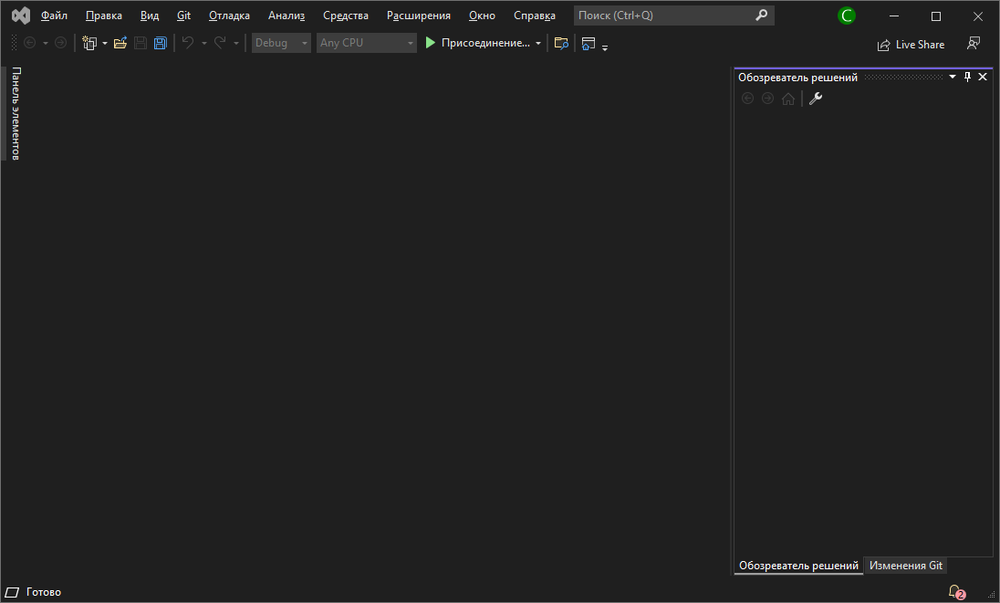 Файл Правка Вид Git Отладка Анализ Средства Расширения Окно Справка Поиск (Ctrl+Q) C
Debug Any CPU Присоединение... Live Share
Панель элементов
Обозреватель решений
Обозреватель решений Изменения Git
Готово 2